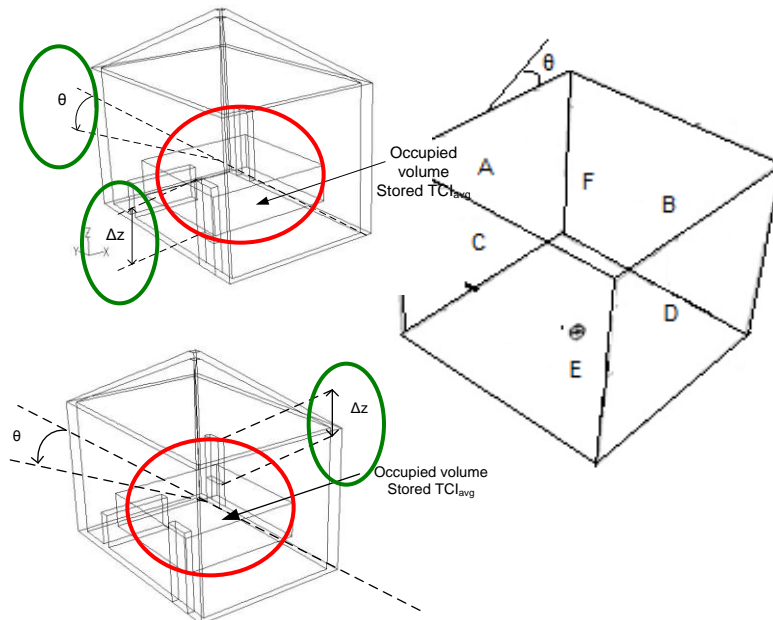 θ
Occupied
volume
Stored TCIavg
Δz
Z
Y
X
θ
A
F
B
C
D
E
Δz
θ
Occupied volume
Stored TCIavg